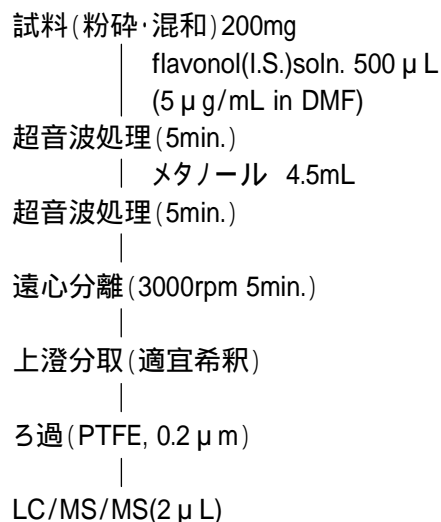 試料(粉砕・混和)200mg
flavonol(I.S.)soln. 500 μ L
(5 μ g/mL in DMF)
超音波処理(5min.)
メタノール 4.5mL
超音波処理(5min.)
遠心分離(3000rpm 5min.)
上澄分取(適宜希釈)
ろ過(PTFE, 0.2 μ m)
LC/MS/MS(2 μ L)